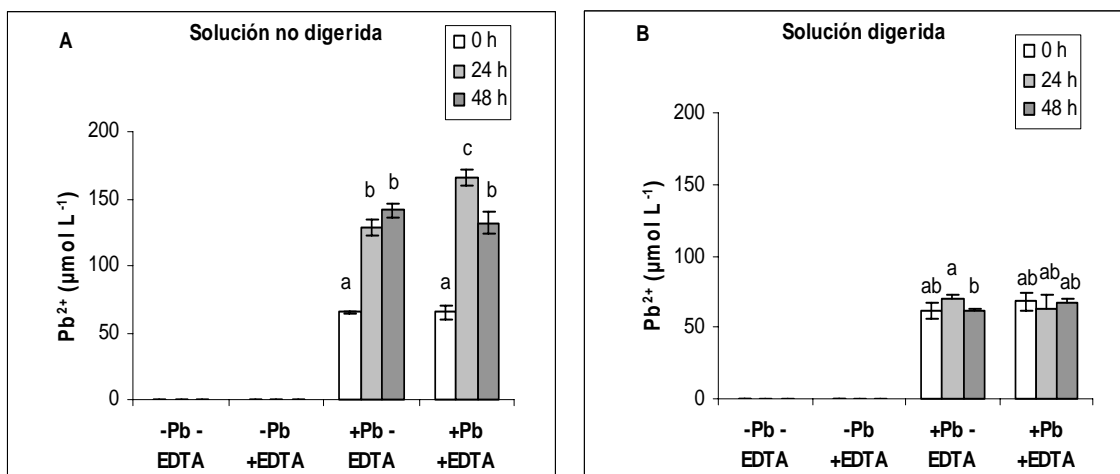 A
Solución no digerida
0 h
24 h
48 h
Pb²⁺ (µmol L⁻¹)
200
150
100
50
0
a
b
b
a
c
b
-Pb -
EDTA
-Pb
+EDTA
+Pb -
EDTA
+Pb
+EDTA
B
Solución digerida
0 h
24 h
48 h
Pb²⁺ (µmol L⁻¹)
200
150
100
50
0
ab
a
b
ab
ab
ab
-Pb -
EDTA
-Pb
+EDTA
+Pb -
EDTA
+Pb
+EDTA